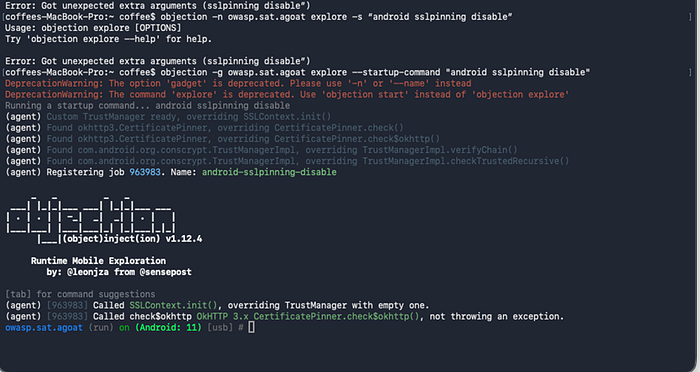 Error: Got unexpected extra arguments (sslpinning disable”)
[coffees-MacBook-Pro:~ coffee$ objection -n owasp.sat.agoat explore -s “android sslpinning disable” ]
Usage: objection explore [OPTIONS]
Try 'objection explore --help' for help.

Error: Got unexpected extra arguments (sslpinning disable”)
[coffees-MacBook-Pro:~ coffee$ objection -g owasp.sat.agoat explore --startup-command "android sslpinning disable" ]
DeprecationWarning: The option 'gadget' is deprecated. Please use '-n' or '--name' instead
DeprecationWarning: The command 'explore' is deprecated. Use 'objection start' instead of 'objection explore'
Running a startup command... android sslpinning disable
(agent) Custom TrustManager ready, overriding SSLContext.init()
(agent) Found okhttp3.CertificatePinner, overriding CertificatePinner.check()
(agent) Found okhttp3.CertificatePinner, overriding CertificatePinner.check$okhttp()
(agent) Found com.android.org.conscrypt.TrustManagerImpl, overriding TrustManagerImpl.verifyChain()
(agent) Found com.android.org.conscrypt.TrustManagerImpl, overriding TrustManagerImpl.checkTrustedRecursive()
(agent) Registering job 963983. Name: android-sslpinning-disable
objection
|___|(object)inject(ion) v1.12.4
Runtime Mobile Exploration
by: @leonjza from @sensepost
[tab] for command suggestions
(agent) [963983] Called SSLContext.init(), overriding TrustManager with empty one.
(agent) [963983] Called check$okhttp OkHTTP 3.x CertificatePinner.check$okhttp(), not throwing an exception.
owasp.sat.agoat (run) on (Android: 11) [usb] #